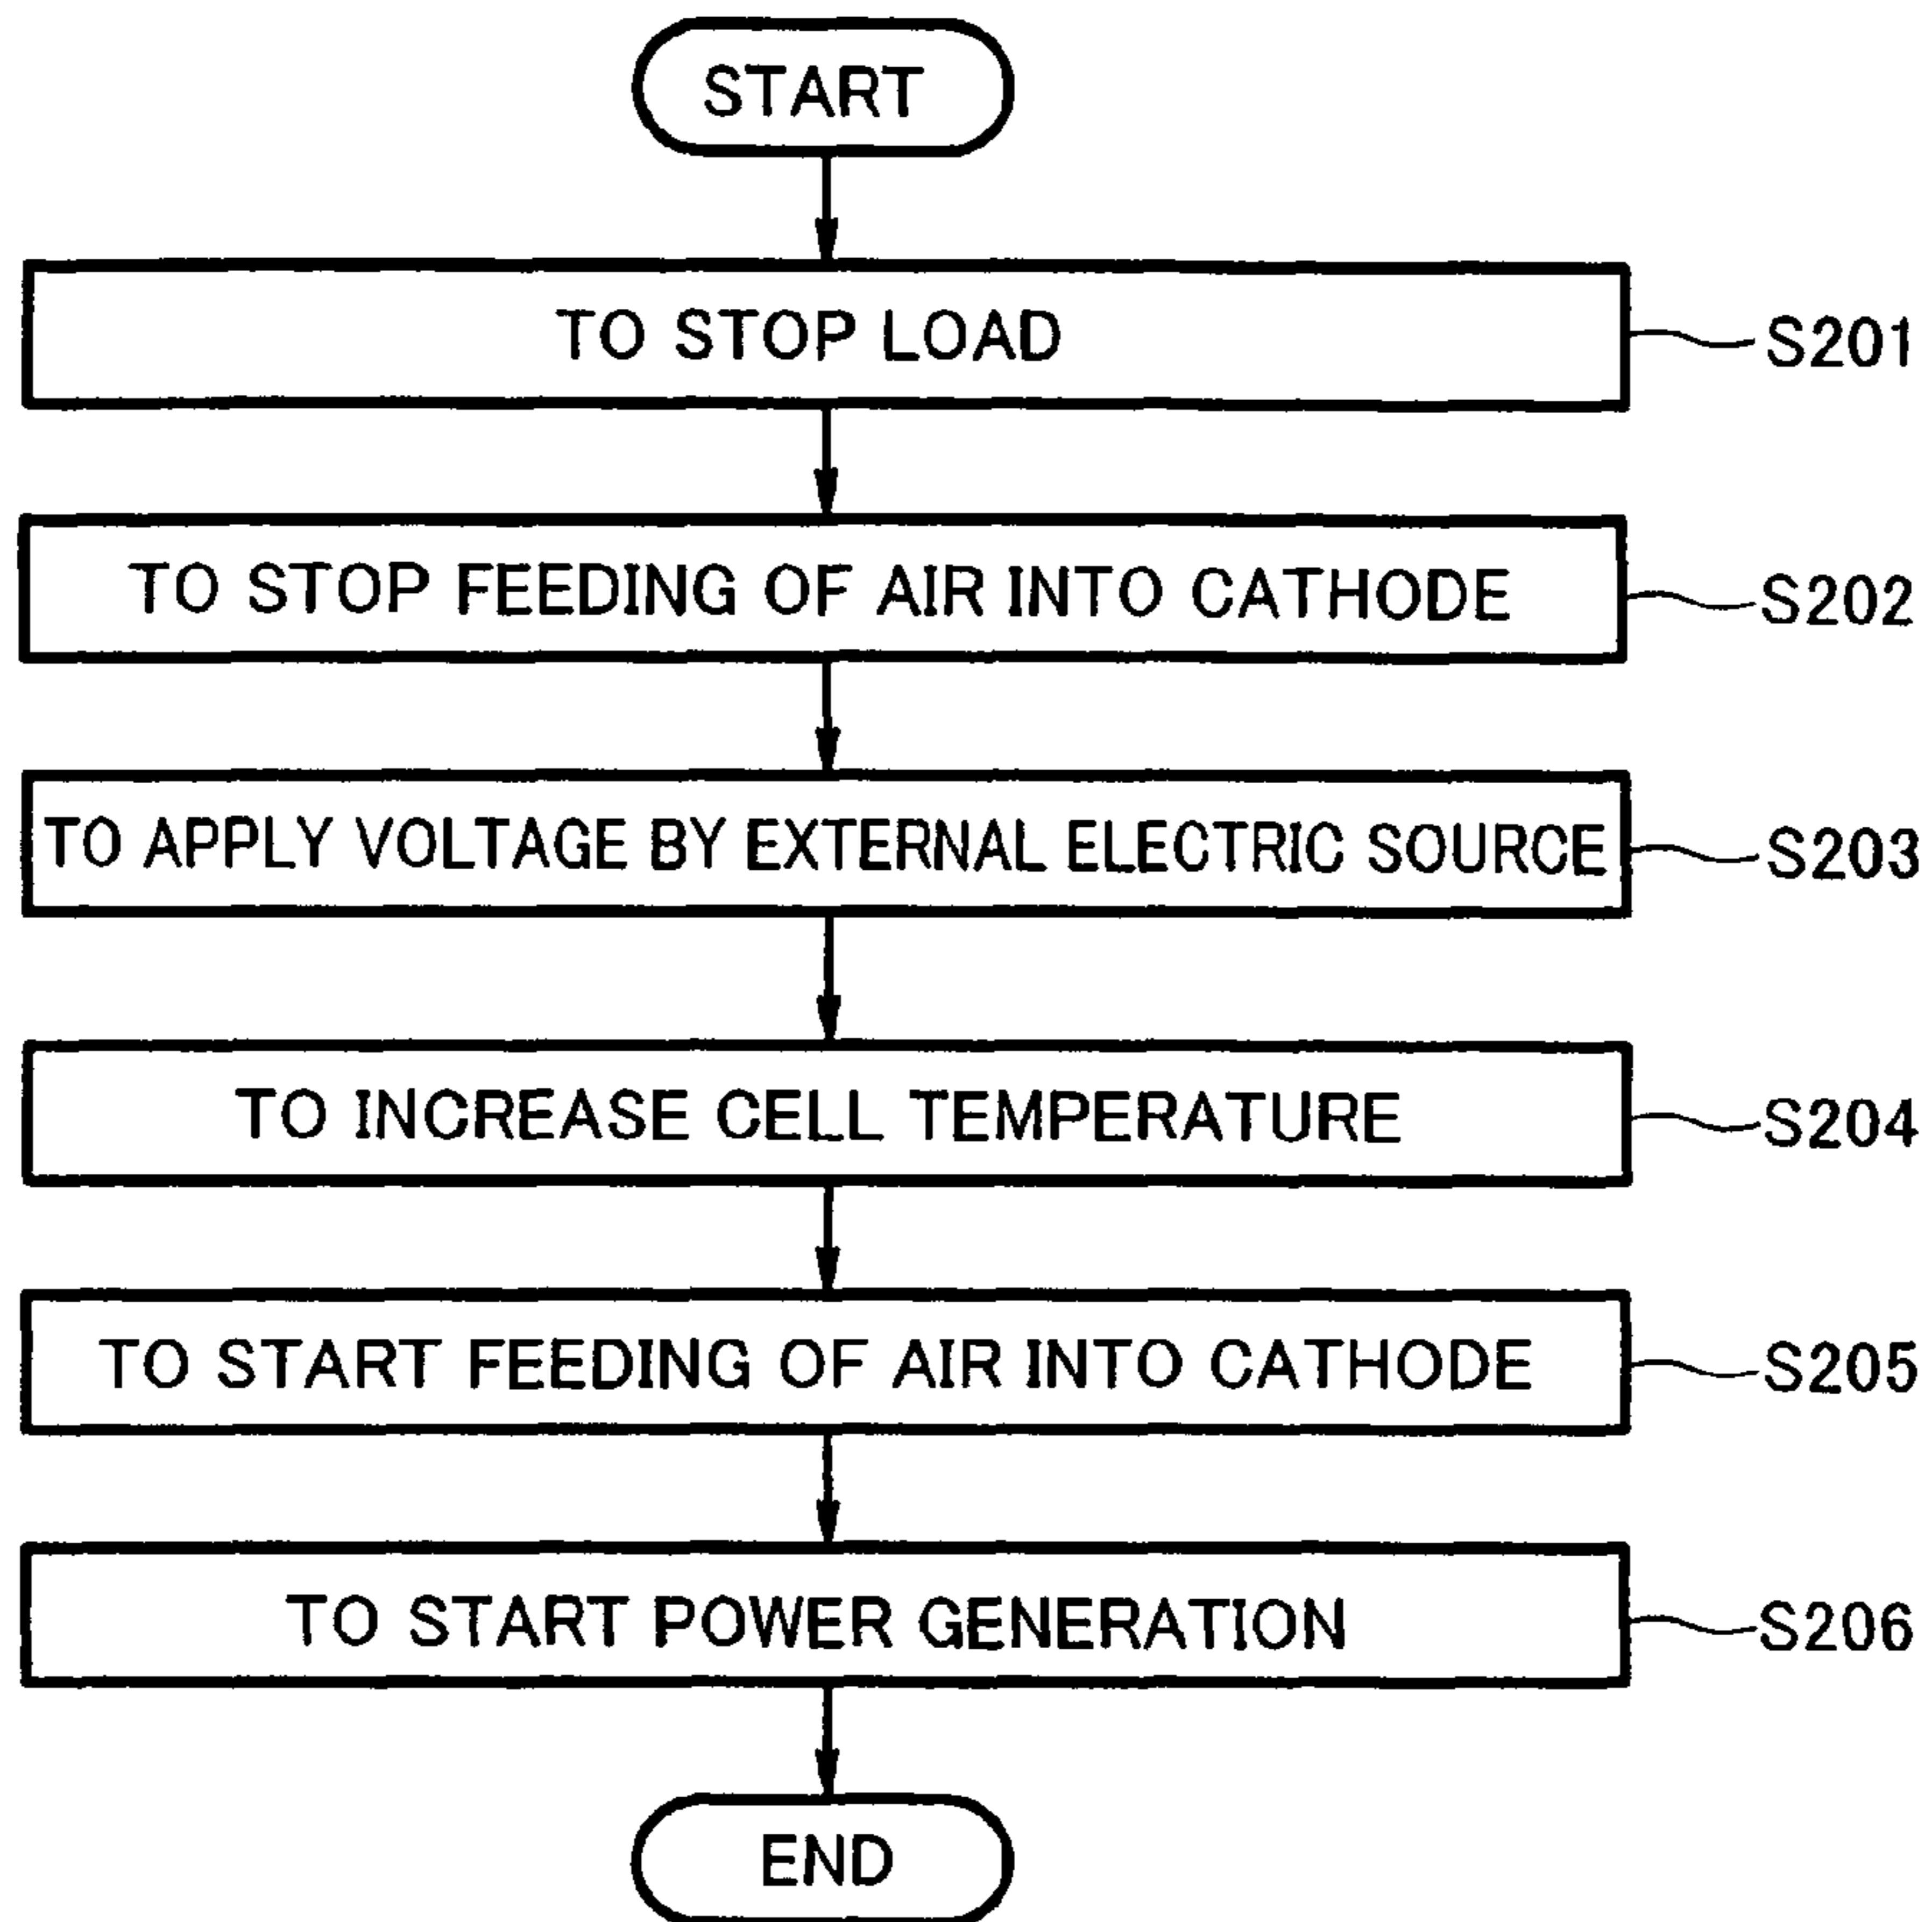 START
TO STOP LOAD
S201
TO STOP FEEDING OF AIR INTO CATHODE
S202
TO APPLY VOLTAGE BY EXTERNAL ELECTRIC SOURCE
S203
TO INCREASE CELL TEMPERATURE
S204
TO START FEEDING OF AIR INTO CATHODE
S205
TO START POWER GENERATION
S206
END